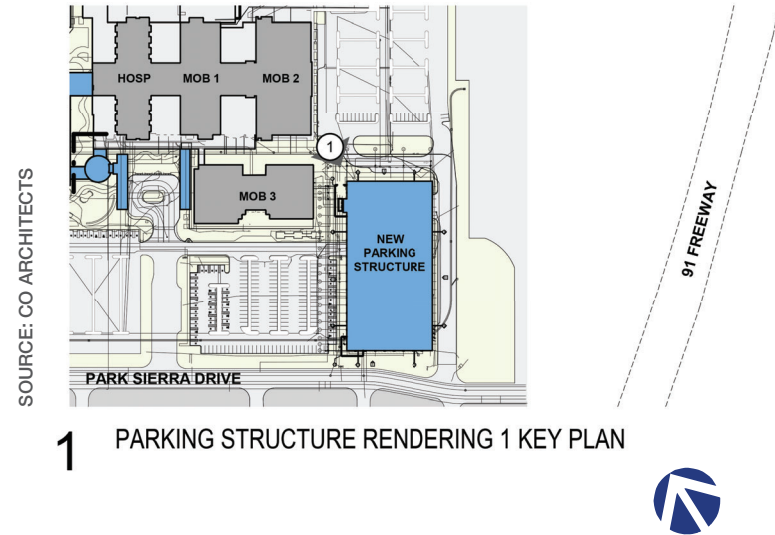 HOSP MOB 1 MOB 2
1
MOB 3
NEW
PARKING
STRUCTURE
91 FREEWAY
SOURCE: CO ARCHITECTS
PARK SIERRA DRIVE
1 PARKING STRUCTURE RENDERING 1 KEY PLAN